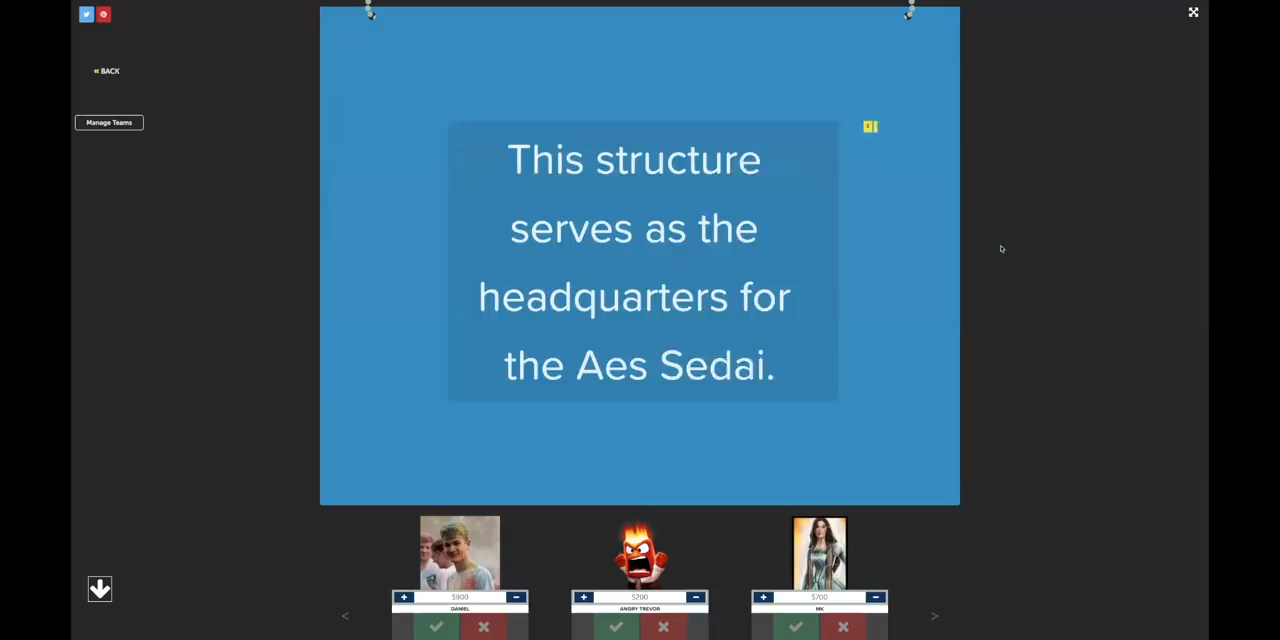 « BACK
Manage Teams
This structure
serves as the
headquarters for
the Aes Sedai.
+ $900 −
DANIEL
+ $200 −
ANGRY TREVOR
+ $700 −
MK
< >